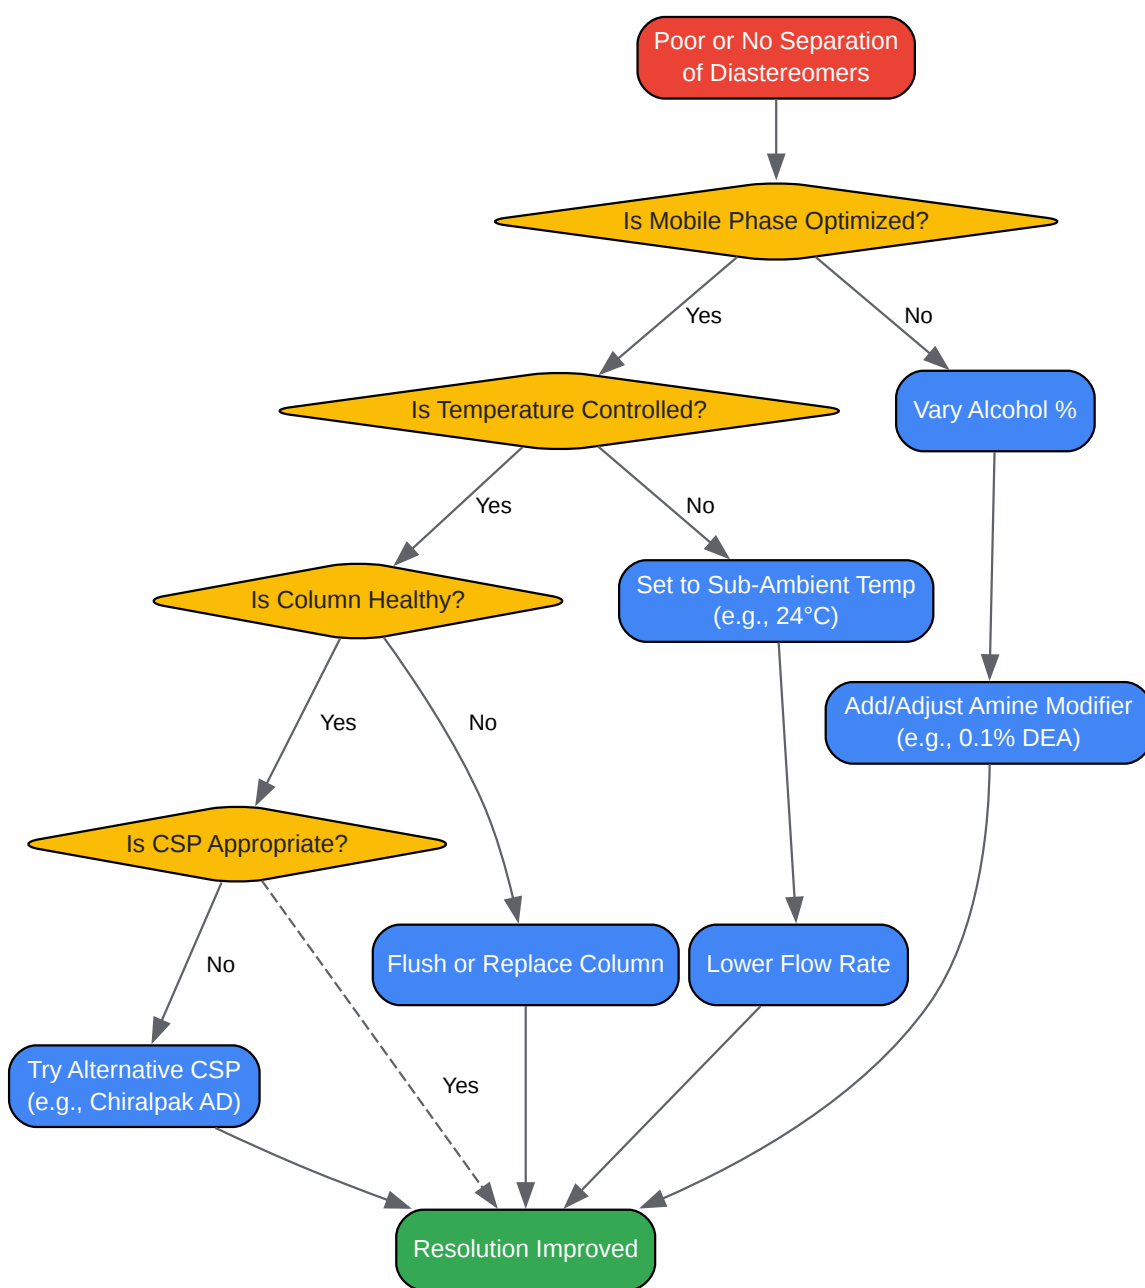 Poor or No Separation
of Diastereomers
Is Mobile Phase Optimized?
Yes
No
Is Temperature Controlled?
Vary Alcohol %
Yes
No
Is Column Healthy?
Set to Sub-Ambient Temp
(e.g., 24°C)
Yes
No
Add/Adjust Amine Modifier
(e.g., 0.1% DEA)
Is CSP Appropriate?
No
Flush or Replace Column
Lower Flow Rate
Try Alternative CSP
(e.g., Chiralpak AD)
Yes
Resolution Improved